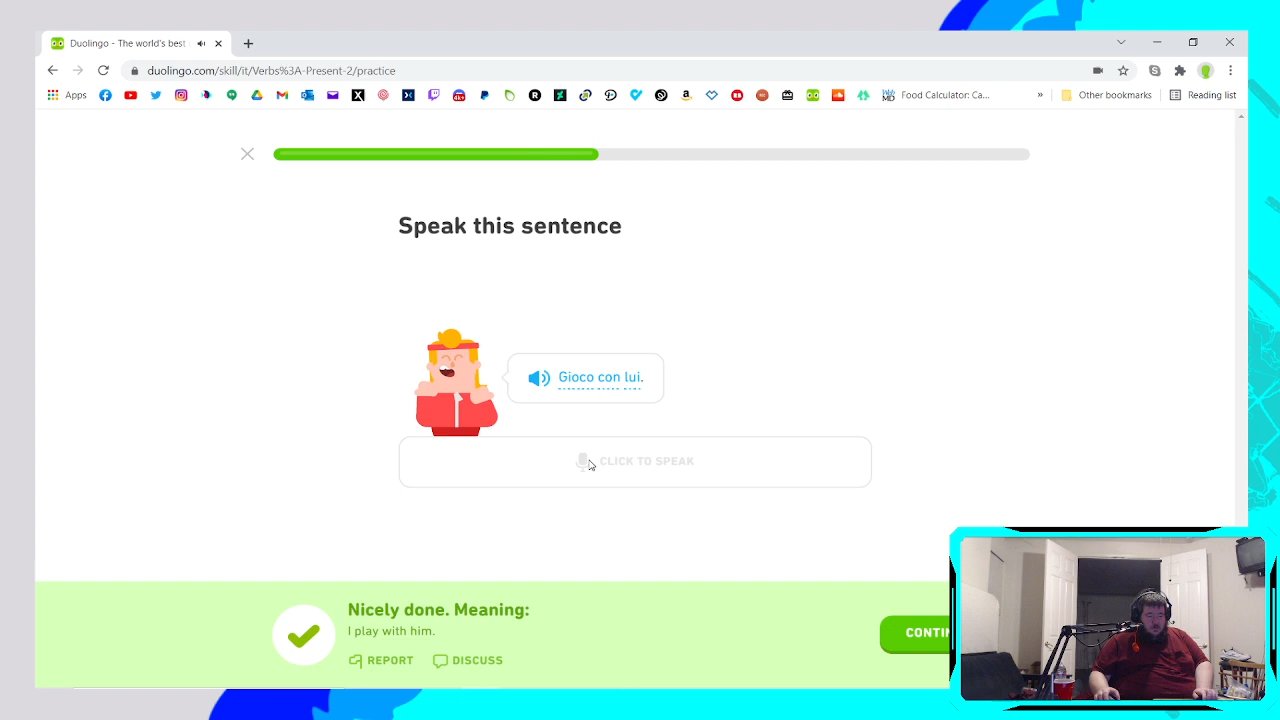 Duolingo - The world's best
duolingo.com/skill/it/Verbs%3A-Present-2/practice
Apps
Food Calculator: Ca...
»
Other bookmarks
Reading list
Speak this sentence
Gioco con lui.
CLICK TO SPEAK
Nicely done. Meaning:
I play with him.
REPORT
DISCUSS
CONTIN